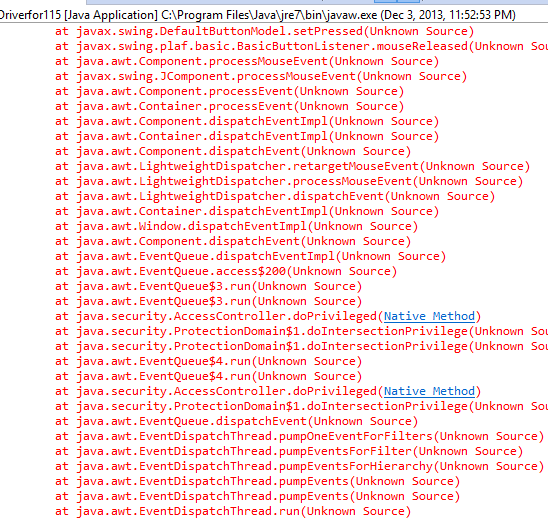 Driverfor115 [Java Application] C:\Program Files\Java\jre7\bin\javaw.exe (Dec 3, 2013, 11:52:53 PM)
at javax.swing.DefaultButtonModel.setPressed(Unknown Source)
at javax.swing.plaf.basic.BasicButtonListener.mouseReleased(Unknown Sou
at java.awt.Component.processMouseEvent(Unknown Source)
at javax.swing.JComponent.processMouseEvent(Unknown Source)
at java.awt.Component.processEvent(Unknown Source)
at java.awt.Container.processEvent(Unknown Source)
at java.awt.Component.dispatchEventImpl(Unknown Source)
at java.awt.Container.dispatchEventImpl(Unknown Source)
at java.awt.Component.dispatchEvent(Unknown Source)
at java.awt.LightweightDispatcher.retargetMouseEvent(Unknown Source)
at java.awt.LightweightDispatcher.processMouseEvent(Unknown Source)
at java.awt.LightweightDispatcher.dispatchEvent(Unknown Source)
at java.awt.Container.dispatchEventImpl(Unknown Source)
at java.awt.Window.dispatchEventImpl(Unknown Source)
at java.awt.Component.dispatchEvent(Unknown Source)
at java.awt.EventQueue.dispatchEventImpl(Unknown Source)
at java.awt.EventQueue.access$200(Unknown Source)
at java.awt.EventQueue$3.run(Unknown Source)
at java.awt.EventQueue$3.run(Unknown Source)
at java.security.AccessController.doPrivileged(Native Method)
at java.security.ProtectionDomain$1.doIntersectionPrivilege(Unknown Sou
at java.security.ProtectionDomain$1.doIntersectionPrivilege(Unknown Sou
at java.awt.EventQueue$4.run(Unknown Source)
at java.awt.EventQueue$4.run(Unknown Source)
at java.security.AccessController.doPrivileged(Native Method)
at java.security.ProtectionDomain$1.doIntersectionPrivilege(Unknown Sou
at java.awt.EventQueue.dispatchEvent(Unknown Source)
at java.awt.EventDispatchThread.pumpOneEventForFilters(Unknown Source)
at java.awt.EventDispatchThread.pumpEventsForFilter(Unknown Source)
at java.awt.EventDispatchThread.pumpEventsForHierarchy(Unknown Source)
at java.awt.EventDispatchThread.pumpEvents(Unknown Source)
at java.awt.EventDispatchThread.pumpEvents(Unknown Source)
at java.awt.EventDispatchThread.run(Unknown Source)